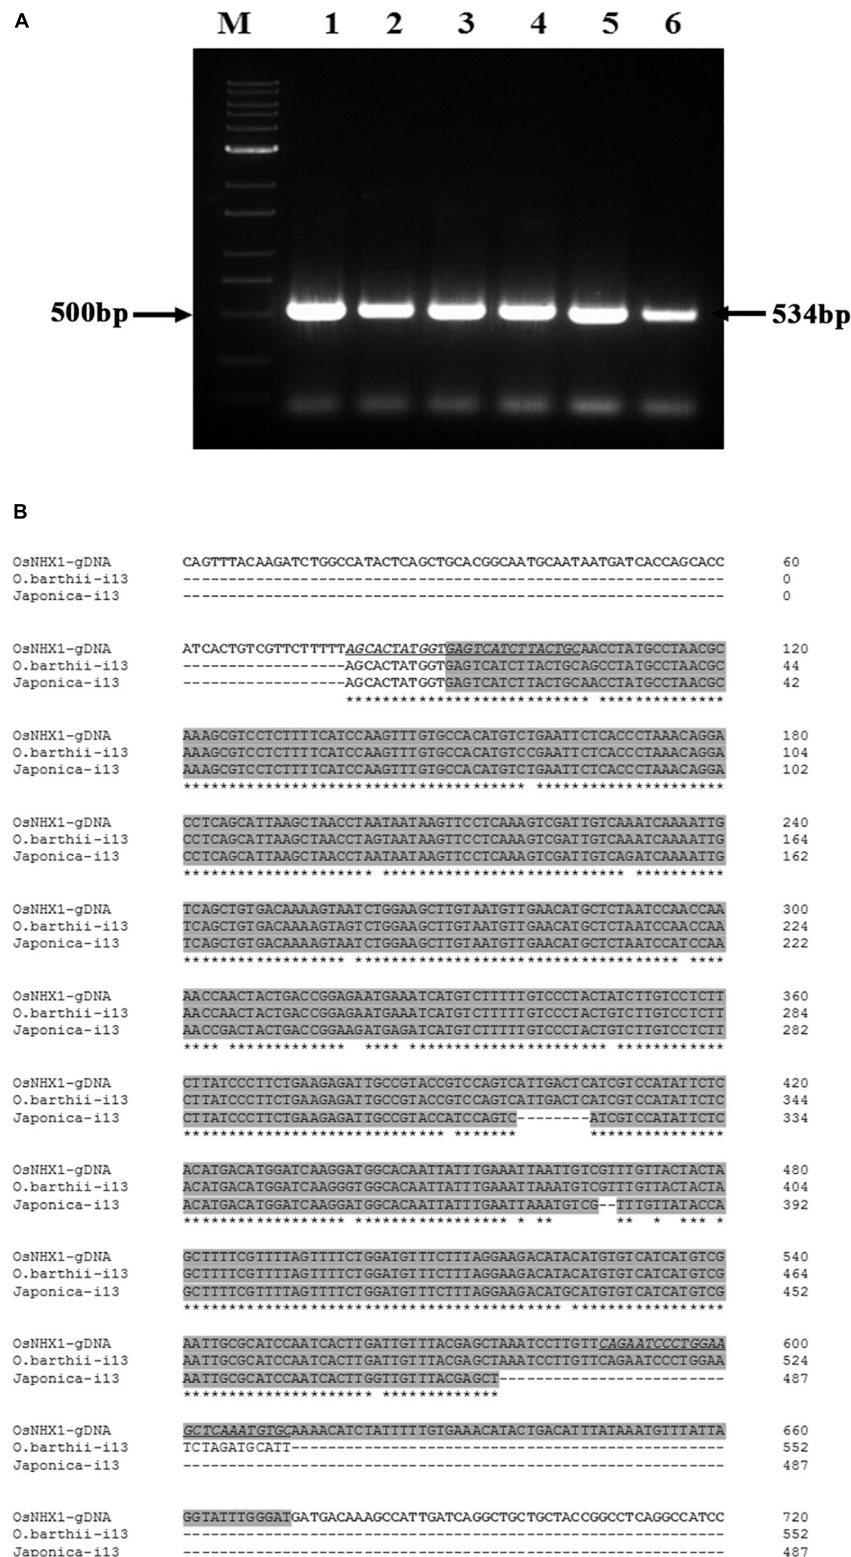 A
M 1 2 3 4 5 6
500bp
534bp
B
OsNHX1-gDNA CAGTTTACAAGATCTGGCCATACTCAGCTGCACGGCAATGCAATAATGATCACCAGCACC 60
O.barthii-i13 ------------------------------------------------------------ 0
Japonica-i13 ------------------------------------------------------------ 0
OsNHX1-gDNA ATCACTGTCGTTCTTTTTAGCACTATGGTGAGTCATCTTACTGCAACCTATGCCTAACGC 120
O.barthii-i13 ------------------AGCACTATGGTGAGTCATCTTACTGCAGCCTATGCCTAACGC 44
Japonica-i13 ------------------AGCACTATGGTGAGTCATCTTACTGCAACCTATGCCTAACGC 42
*************************** **************
OsNHX1-gDNA AAAGCGTCCTCTTTTCATCCAAGTTTGTGCCACATGTCTGAATTCTCACCCTAAACAGGA 180
O.barthii-i13 AAAGCGTCCTCTTTTCATCCAAGTTTGTGCCACATGTCCGAATTCTCACCCTAAACAGGA 104
Japonica-i13 AAAGCGTCCTCTTTTCATCCAAGTTTGTGCCACATGTCTGAATTCTCACCCTAAACAGGA 102
************************************** *********************
OsNHX1-gDNA CCTCAGCATTAAGCTAACCTAATAATAAGTTCCTCAAAGTCGATTGTCAAATCAAAATTG 240
O.barthii-i13 CCTCAGCATTAAGCTAACCTAGTAATAAGTTCCTCAAAGTCGATTGTCAAATCAAAATTG 164
Japonica-i13 CCTCAGCATTAAGCTAACCTAATAATAAGTTCCTCAAAGTCGATTGTCAGATCAAAATTG 162
********************* *************************** **********
OsNHX1-gDNA TCAGCTGTGACAAAAGTAATCTGGAAGCTTGTAATGTTGAACATGCTCTAATCCAACCAA 300
O.barthii-i13 TCAGCTGTGACAAAAGTAGTCTGGAAGCTTGTAATGTTGAACATGCTCTAATCCAACCAA 224
Japonica-i13 TCAGCTGTGACAAAAGTAATCTGGAAGCTTGTAATGTTGAACATGCTCTAATCCATCCAA 222
****************** ************************************ ****
OsNHX1-gDNA AACCAACTACTGACCGGAGAATGAAATCATGTCTTTTTGTCCCTACTATCTTGTCCTCTT 360
O.barthii-i13 AACCAACTACTGACCGGAGAATGAAATCATGTCTTTTTGTCCCTACTGTCTTGTCCTCTT 284
Japonica-i13 AACCGACTACTGACCGGAAGATGAGATCATGTCTTTTTGTCCCTACTGTCTTGTCCTCTT 282
**** *************  **** ********************** ************
OsNHX1-gDNA CTTATCCCTTCTGAAGAGATTGCCGTACCGTCCAGTCATTGACTCATCGTCCATATTCTC 420
O.barthii-i13 CTTATCCCTTCTGAAGAGATTGCCGTACCGTCCAGTCATTGACTCATCGTCCATATTCTC 344
Japonica-i13 CTTATCCCTTCTGAAGAGATTGCCGTACCATCCAGTC--------ATCGTCCATATTCTC 334
***************************** *******        ***************
OsNHX1-gDNA ACATGACATGGATCAAGGATGGCACAATTATTTGAAATTAATTGTCGTTTGTTACTACTA 480
O.barthii-i13 ACATGACATGGATCAAGGGTGGCACAATTATTTGAAATTAAATGTCGTTTGTTACTACTA 404
Japonica-i13 ACATGACATGGATCAAGGATGGCACAATTATTTGAATTAAATGTCG--TTTGTTATACCA 392
****************** ***************** * **       **  *  *** *
OsNHX1-gDNA GCTTTTCGTTTTAGTTTTCTGGATGTTTCTTTAGGAAGACATACATGTGTCATCATGTCG 540
O.barthii-i13 GCTTTTCGTTTTAGTTTTCTGGATGTTTCTTTAGGAAGACATACATGTGTCATCATGTCG 464
Japonica-i13 GCTTTTCGTTTTAGTTTTCTGGATGTTTCTTTAGGAAGACATGCATGTGTCATCATGTCG 452
****************************************** *****************
OsNHX1-gDNA AATTGCGCATCCAATCACTTGATTGTTTACGAGCTAAATCCTTGTTCAGAATCCCTGGAA 600
O.barthii-i13 AATTGCGCATCCAATCACTTGATTGTTTACGAGCTAAATCCTTGTTCAGAATCCCTGGAA 524
Japonica-i13 AATTGCGCATCCAATCACTTGGTTGTTTACGAGCT------------------------- 487
********************* *************
OsNHX1-gDNA GCTCAAATGTGCAAAACATCTATTTTTGTGAAACATACTGACATTTATAAATGTTTATTA 660
O.barthii-i13 TCTAGATGCATT------------------------------------------------ 552
Japonica-i13 ------------------------------------------------------------ 487
OsNHX1-gDNA GGTATTTGGGATGATGACAAAGCCATTGATCAGGCTGCTGCTACCGGCCTCAGGCCATCC 720
O.barthii-i13 ------------------------------------------------------------ 552
Japonica-i13 ------------------------------------------------------------ 487